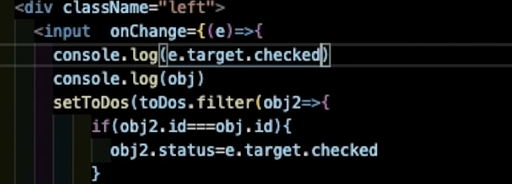 <div className="left">
<input  onChange={(e)=>{
console.log(e.target.checked)
console.log(obj)
setToDos(toDos.filter(obj2=>{
if(obj2.id===obj.id){
obj2.status=e.target.checked
}